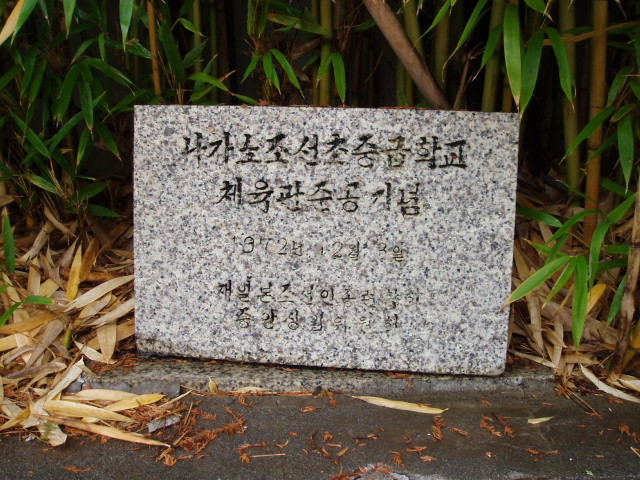 나가노조선초중급학교
체육관준공기념
1972년 12월 3일
재일본조선인총련합회
중앙상임위원회